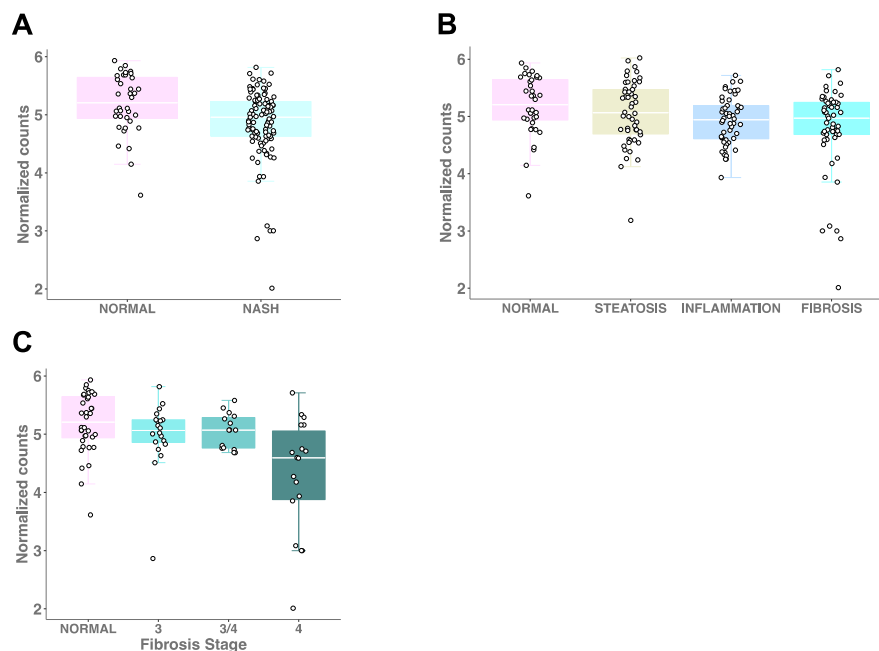 A
Normalized counts
6
5
4
3
2
NORMAL NASH
B
Normalized counts
6
5
4
3
2
NORMAL STEATOSIS INFLAMMATION FIBROSIS
C
Normalized counts
6
5
4
3
2
NORMAL 3 3/4 4
Fibrosis Stage